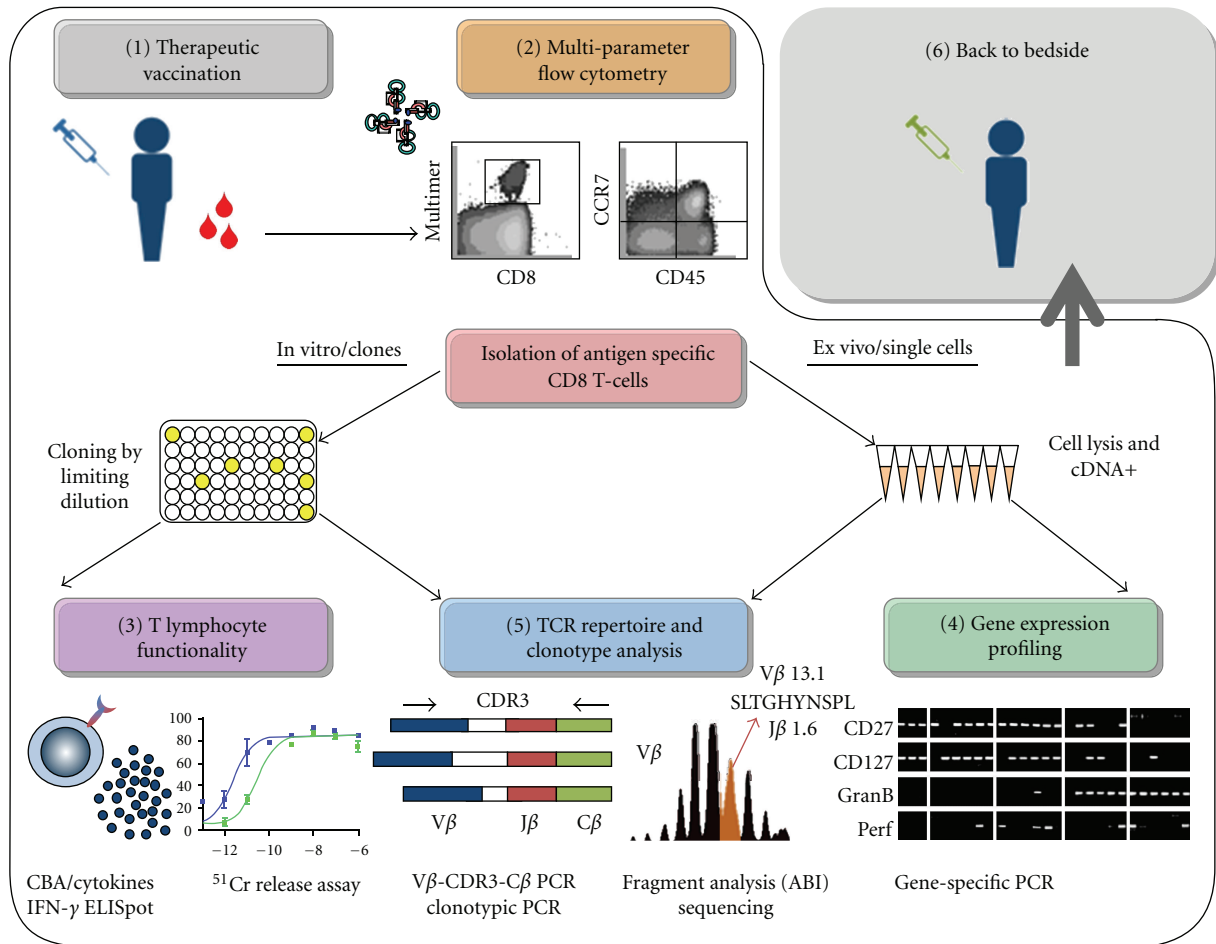 (1) Therapeutic
vaccination
(2) Multi-parameter
flow cytometry
(6) Back to bedside
Multimer
CD8
CCR7
CD45
In vitro/clones
Isolation of antigen specific
CD8 T-cells
Ex vivo/single cells
Cloning by
limiting
dilution
Cell lysis and
cDNA+
(3) T lymphocyte
functionality
(5) TCR repertoire and
clonotype analysis
(4) Gene expression
profiling
100
80
60
40
20
0
−12
−10
−8
−6
CBA/cytokines
IFN-γ ELISpot
⁵¹Cr release assay
CDR3
Vβ
Jβ
Cβ
Vβ-CDR3-Cβ PCR
clonotypic PCR
Vβ 13.1
SLTGHYNSPL
Jβ 1.6
Vβ
Fragment analysis (ABI)
sequencing
CD27
CD127
GranB
Perf
Gene-specific PCR